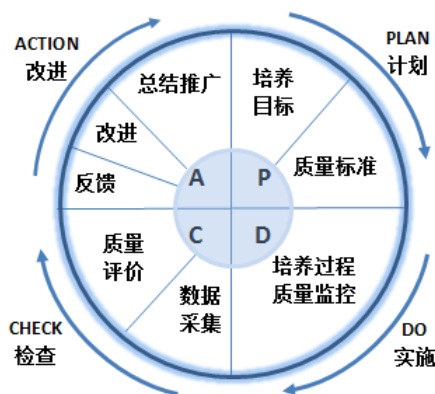 ACTION
改进
PLAN
计划
总结推广
培养
目标
改进
质量标准
反馈
A
P
C
D
质量
评价
数据
采集
培养过程
质量监控
CHECK
检查
DO
实施